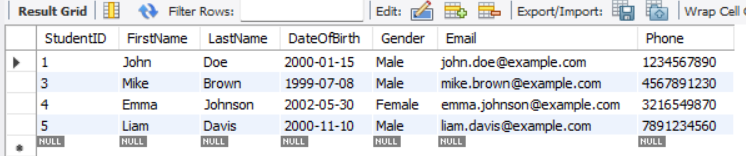 Result Grid Filter Rows: Edit: Export/Import: Wrap Cell C
StudentID FirstName LastName DateOfBirth Gender Email Phone
1 John Doe 2000-01-15 Male john.doe@example.com 1234567890
3 Mike Brown 1999-07-08 Male mike.brown@example.com 4567891230
4 Emma Johnson 2002-05-30 Female emma.johnson@example.com 3216549870
5 Liam Davis 2000-11-10 Male liam.davis@example.com 7891234560
NULL NULL NULL NULL NULL NULL NULL